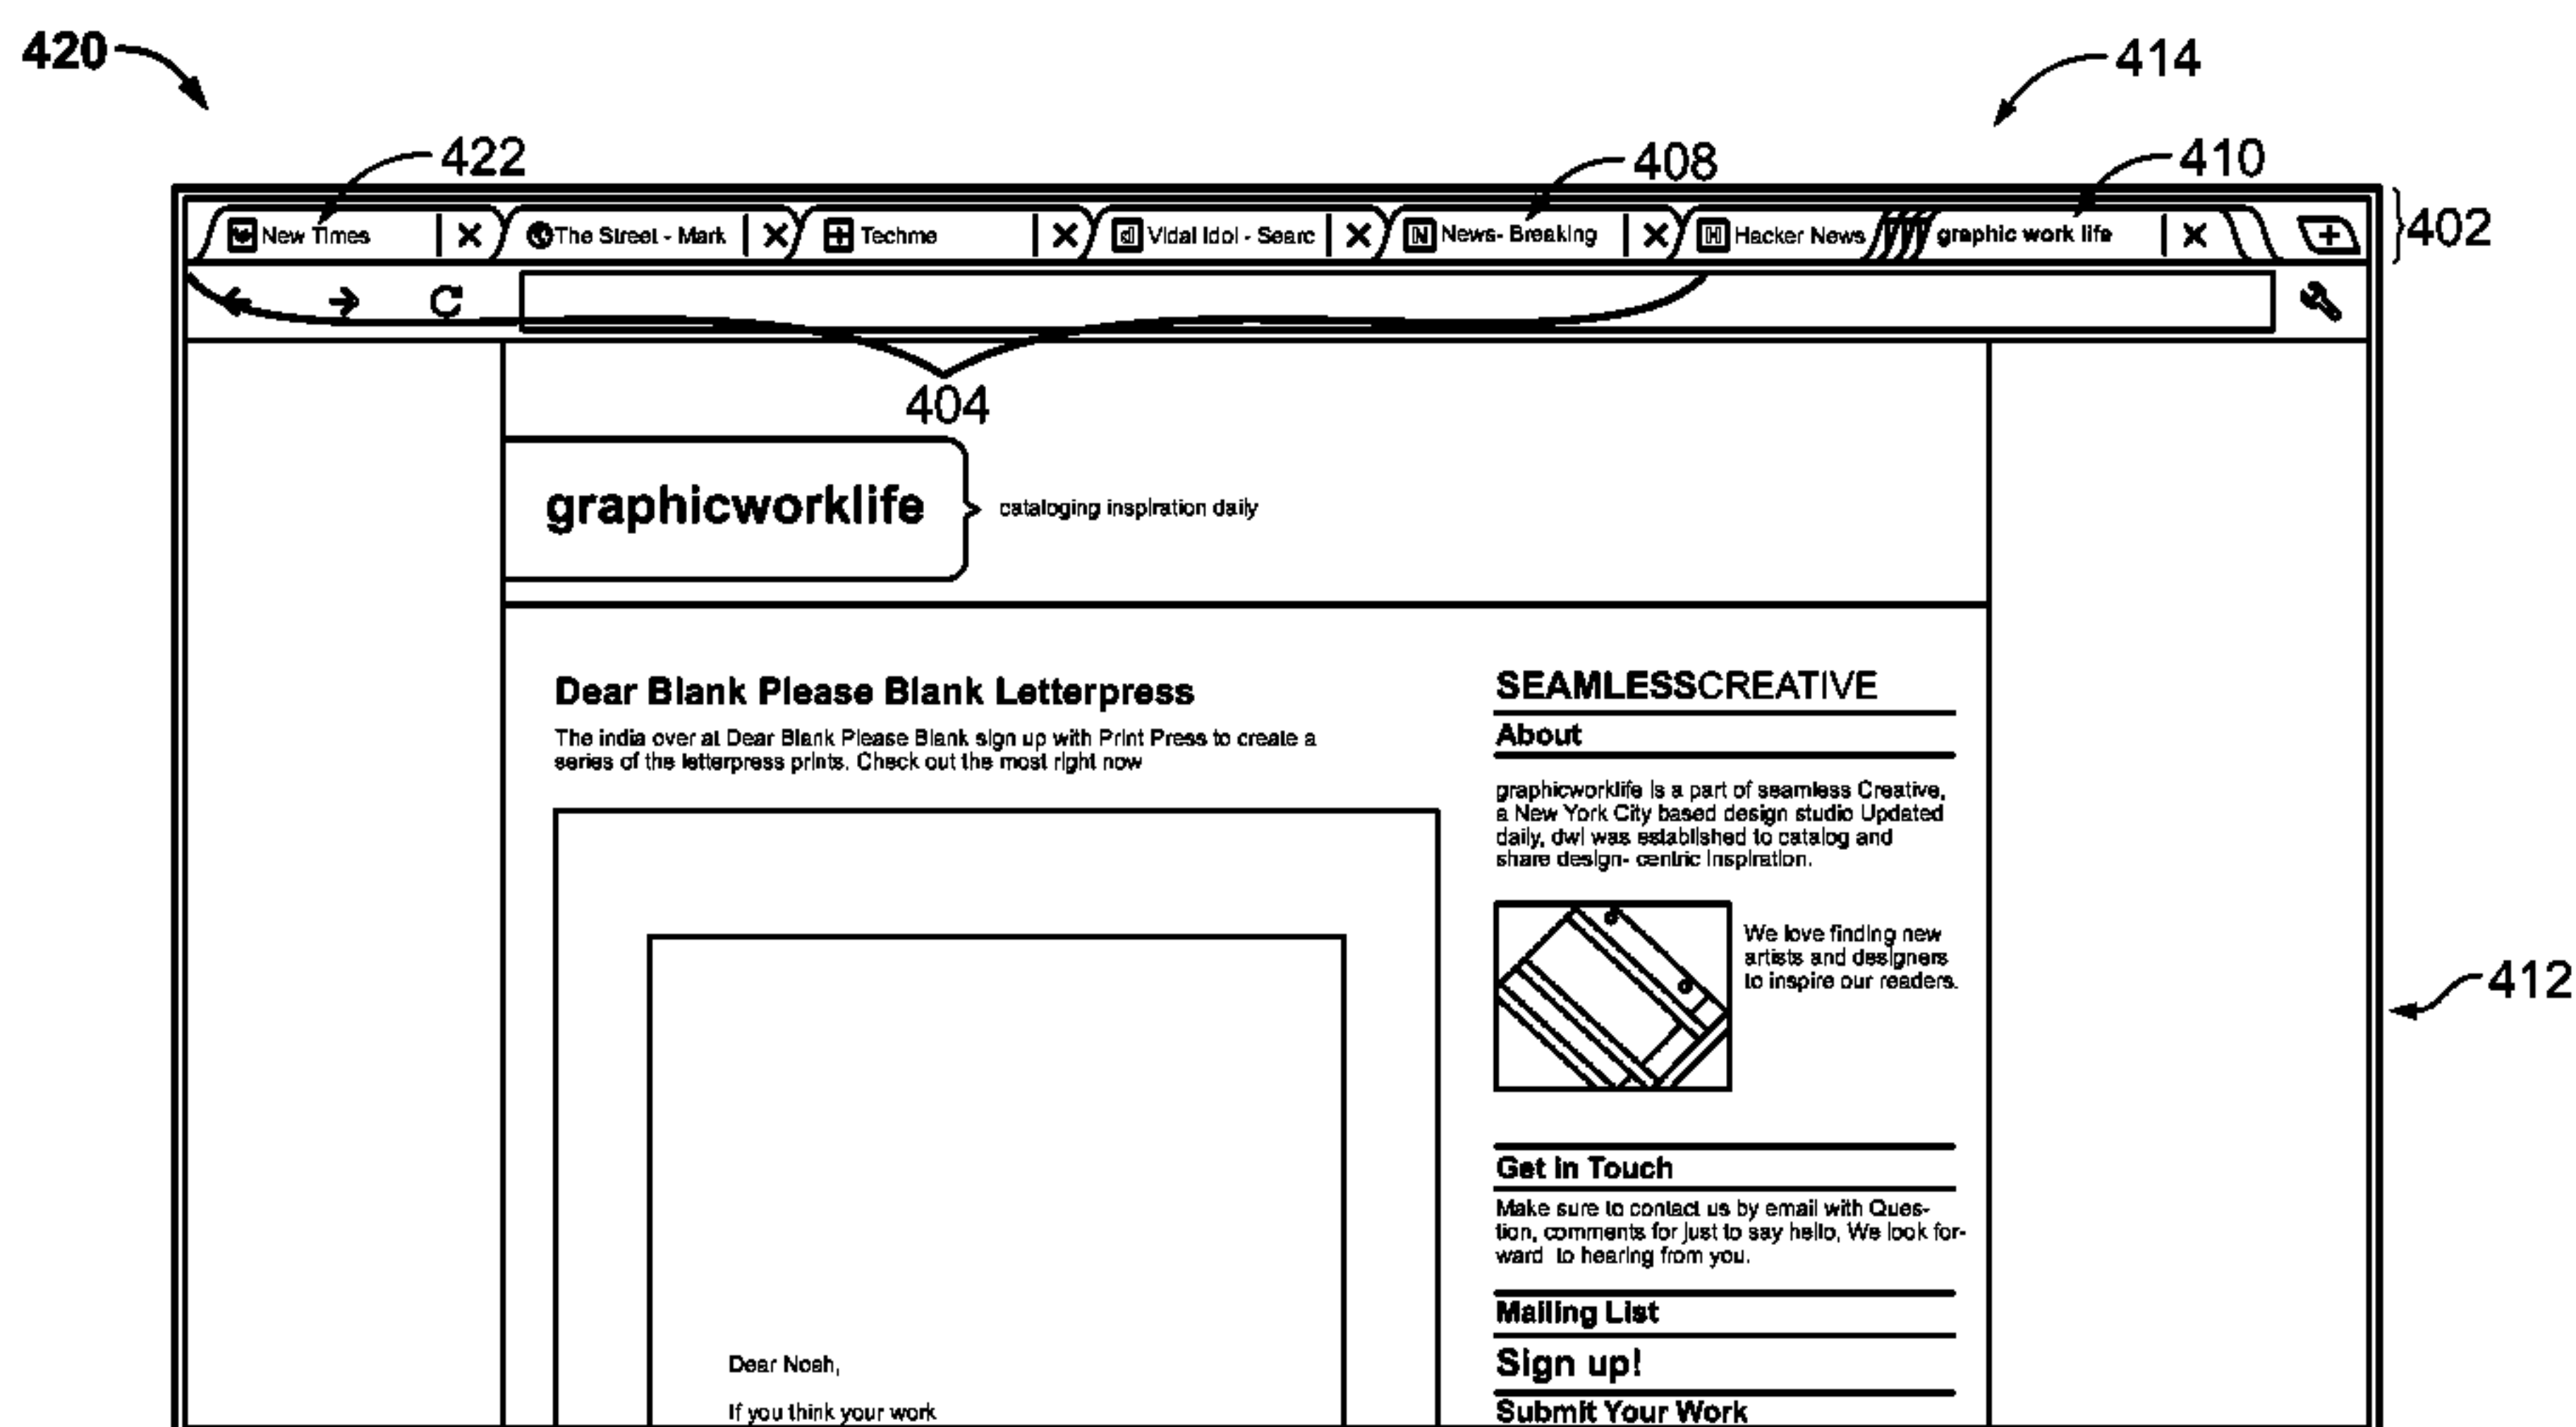 420
414
422
408
410
New Times
The Street - Mark
Techme
Vidal Idol - Searc
News- Breaking
Hacker News
graphic work life
402
404
graphicworklife
cataloging inspiration daily
Dear Blank Please Blank Letterpress
The india over at Dear Blank Please Blank sign up with Print Press to create a
series of the letterpress prints. Check out the most right now
Dear Noah,
If you think your work
SEAMLESSCREATIVE
About
graphicworklife is a part of seamless Creative,
a New York City based design studio Updated
daily, dwl was established to catalog and
share design- centric Inspiration.
We love finding new
artists and designers
to inspire our readers.
412
Get in Touch
Make sure to contact us by email with Ques-
tion, comments for just to say hello, We look for-
ward to hearing from you.
Mailing List
Sign up!
Submit Your Work